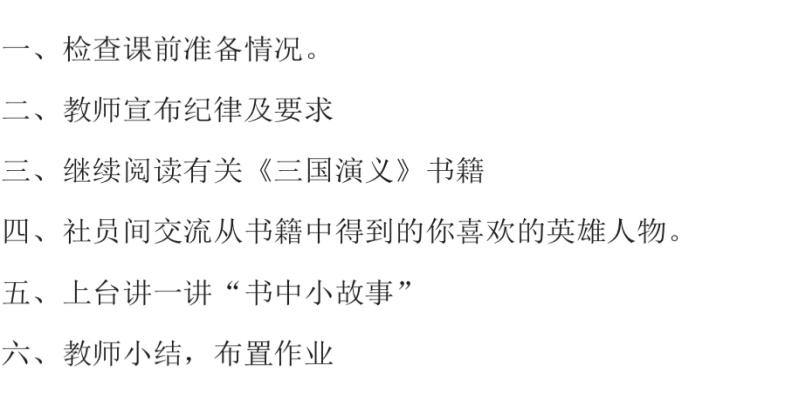 一、检查课前准备情况。
二、教师宣布纪律及要求
三、继续阅读有关《三国演义》书籍
四、社员间交流从书籍中得到的你喜欢的英雄人物。
五、上台讲一讲“书中小故事”
六、教师小结，布置作业